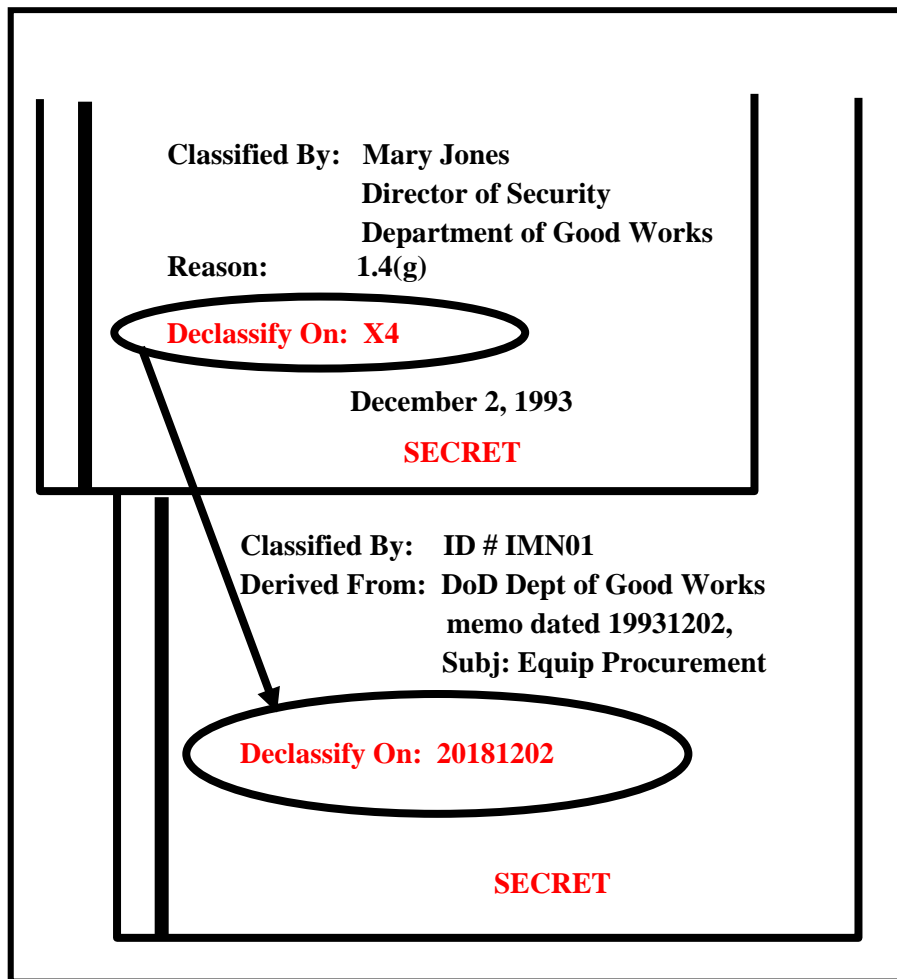 Classified By: Mary Jones
Director of Security
Department of Good Works
Reason: 1.4(g)
Declassify On: X4
December 2, 1993
SECRET
Classified By: ID # IMN01
Derived From: DoD Dept of Good Works
memo dated 19931202,
Subj: Equip Procurement
Declassify On: 20181202
SECRET